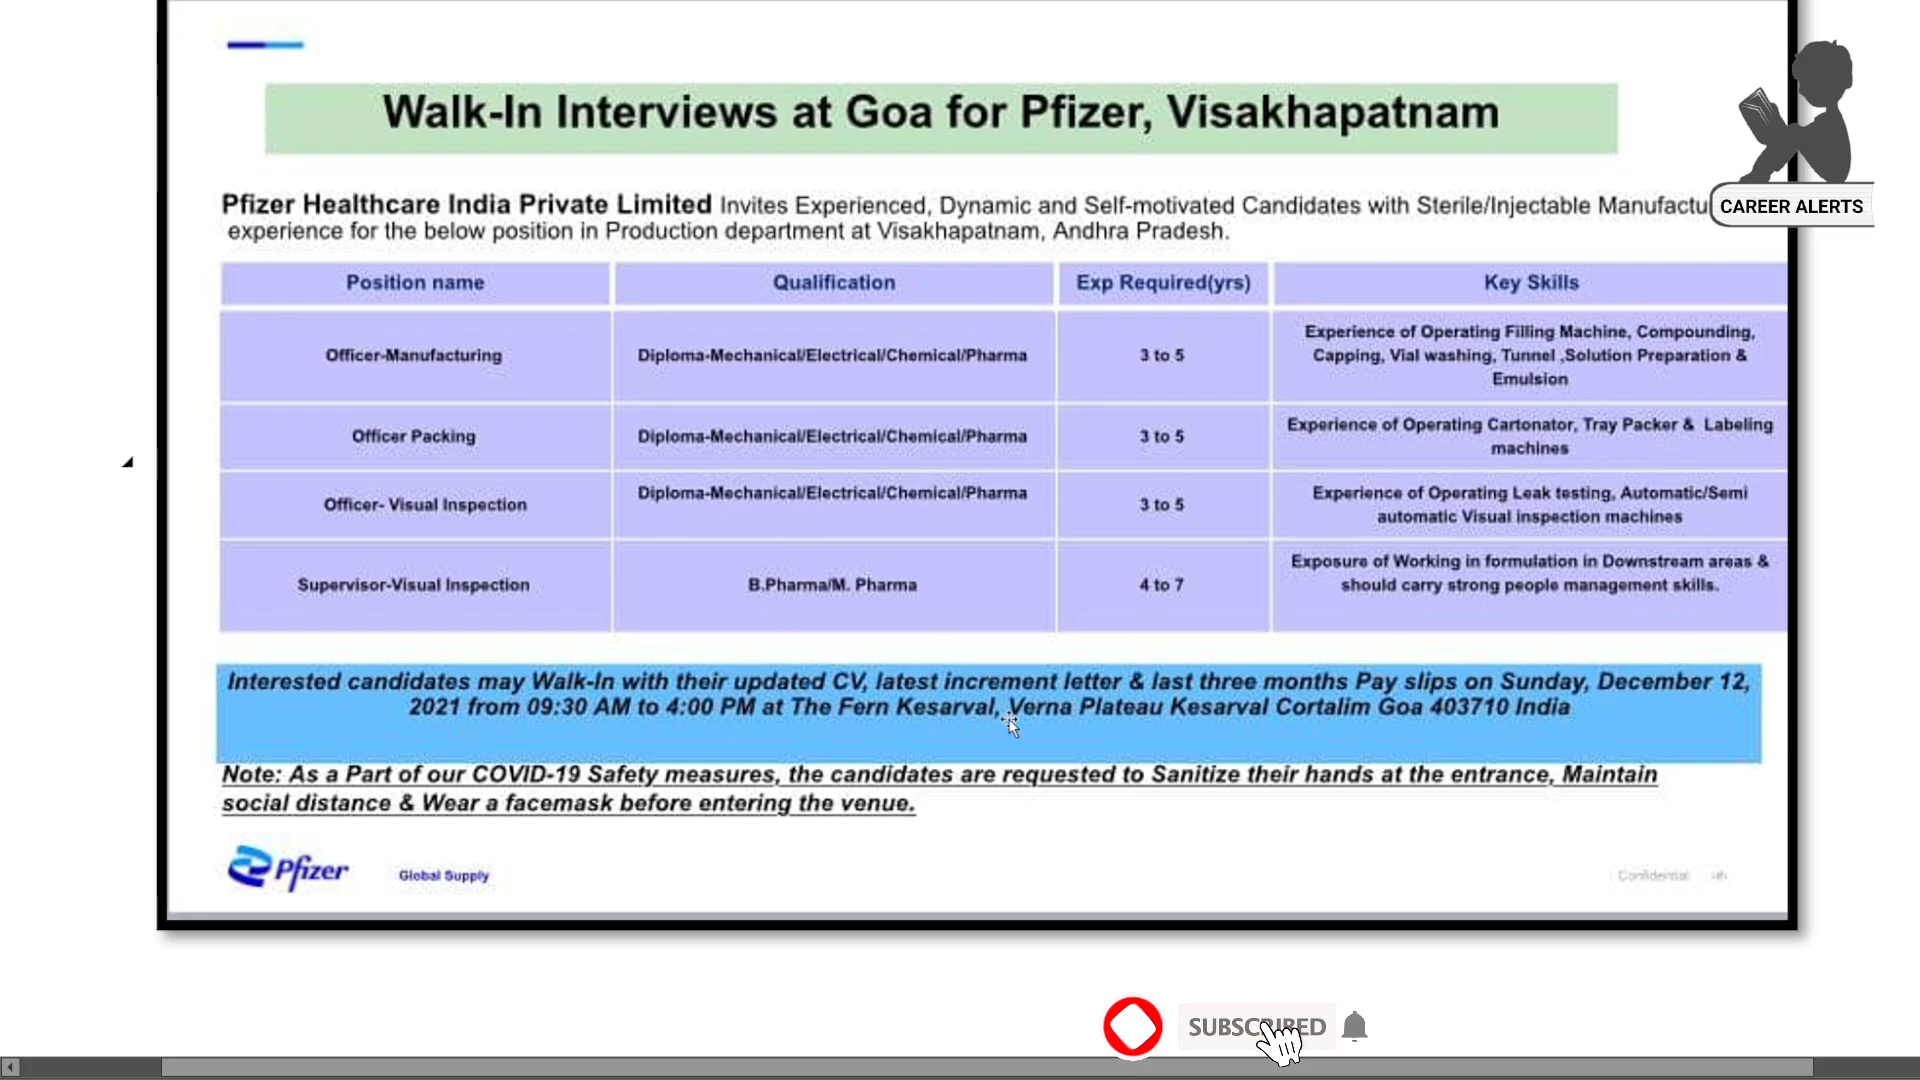 Walk-In Interviews at Goa for Pfizer, Visakhapatnam
CAREER ALERTS
Pfizer Healthcare India Private Limited Invites Experienced, Dynamic and Self-motivated Candidates with Sterile/Injectable
experience for the below position in Production department at Visakhapatnam, Andhra Pradesh.
Position name Qualification Exp Required(yrs) Key Skills
Officer-Manufacturing Diploma-Mechanical/Electrical/Chemical/Pharma 3 to 5 Experience of Operating Filling Machine, Compounding,
Capping, Vial washing, Tunnel ,Solution Preparation &
Emulsion
Officer Packing Diploma-Mechanical/Electrical/Chemical/Pharma 3 to 5 Experience of Operating Cartonator, Tray Packer & Labeling
machines
Officer- Visual Inspection Diploma-Mechanical/Electrical/Chemical/Pharma 3 to 5 Experience of Operating Leak testing, Automatic/Semi
automatic Visual inspection machines
Supervisor-Visual Inspection B.Pharma/M. Pharma 4 to 7 Exposure of Working in formulation in Downstream areas &
should carry strong people management skills.
Interested candidates may Walk-In with their updated CV, latest increment letter & last three months Pay slips on Sunday, December 12,
2021 from 09:30 AM to 4:00 PM at The Fern Kesarval, Verna Plateau Kesarval Cortalim Goa 403710 India
Note: As a Part of our COVID-19 Safety measures, the candidates are requested to Sanitize their hands at the entrance, Maintain
social distance & Wear a facemask before entering the venue.
Pfizer Global Supply Confidential
SUBSCRIBED